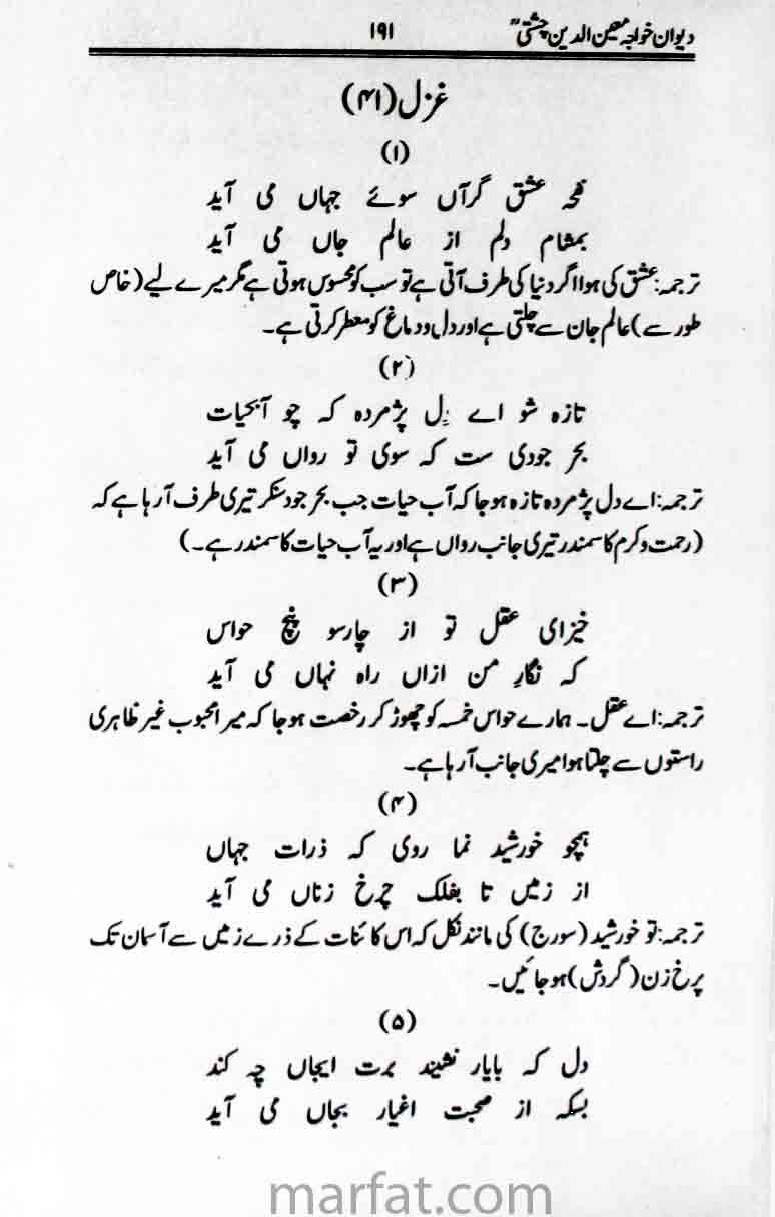 دیوان خواجہ معین الدین چشتیؒ ۱۹۱
غزل (۴۱)
(۱)
نفحہ عشق گرآں سوئے جہاں می آید
بمشام دلم از عالم جاں می آید
ترجمہ: عشق کی ہوا اگر دنیا کی طرف آتی ہے تو سب کو محسوس ہوتی ہے مگر میرے لیے (خاص
طور سے) عالم جان سے چلتی ہے اور دل ودماغ کو معطر کرتی ہے۔
(۲)
تازہ شو اے دِل پژمردہ کہ چو آبحیات
بحر جودی ست کہ سوی تو رواں می آید
ترجمہ: اے دل پژمردہ تازہ ہوجا کہ آب حیات جب بحر جود سنکر تیری طرف آرہا ہے کہ
(رحمت وکرم کا سمندر تیری جانب رواں ہے اور یہ آب حیات کا سمندر ہے۔)
(۳)
خیزای عقل تو از چارسو پنج حواس
کہ نگارِ من ازاں راہ نہاں می آید
ترجمہ: اے عقل۔ ہمارے حواس خمسہ کو چھوڑ کر رخصت ہوجا کہ میرا محبوب غیر ظاہری
راستوں سے چلتا ہوا میری جانب آرہا ہے۔
(۴)
ہمچو خورشید نما روی کہ ذرات جہاں
از زمیں تا بفلک چرخ زناں می آید
ترجمہ: تو خورشید (سورج) کی مانند نکل کہ اس کائنات کے ذرے زمیں سے آسمان تک
چرخ زن (گردش) ہوجائیں۔
(۵)
دل کہ بایار نشیند برت ایجاں چہ کند
بسکہ از صحبت اغیار بجاں می آید
marfat.com